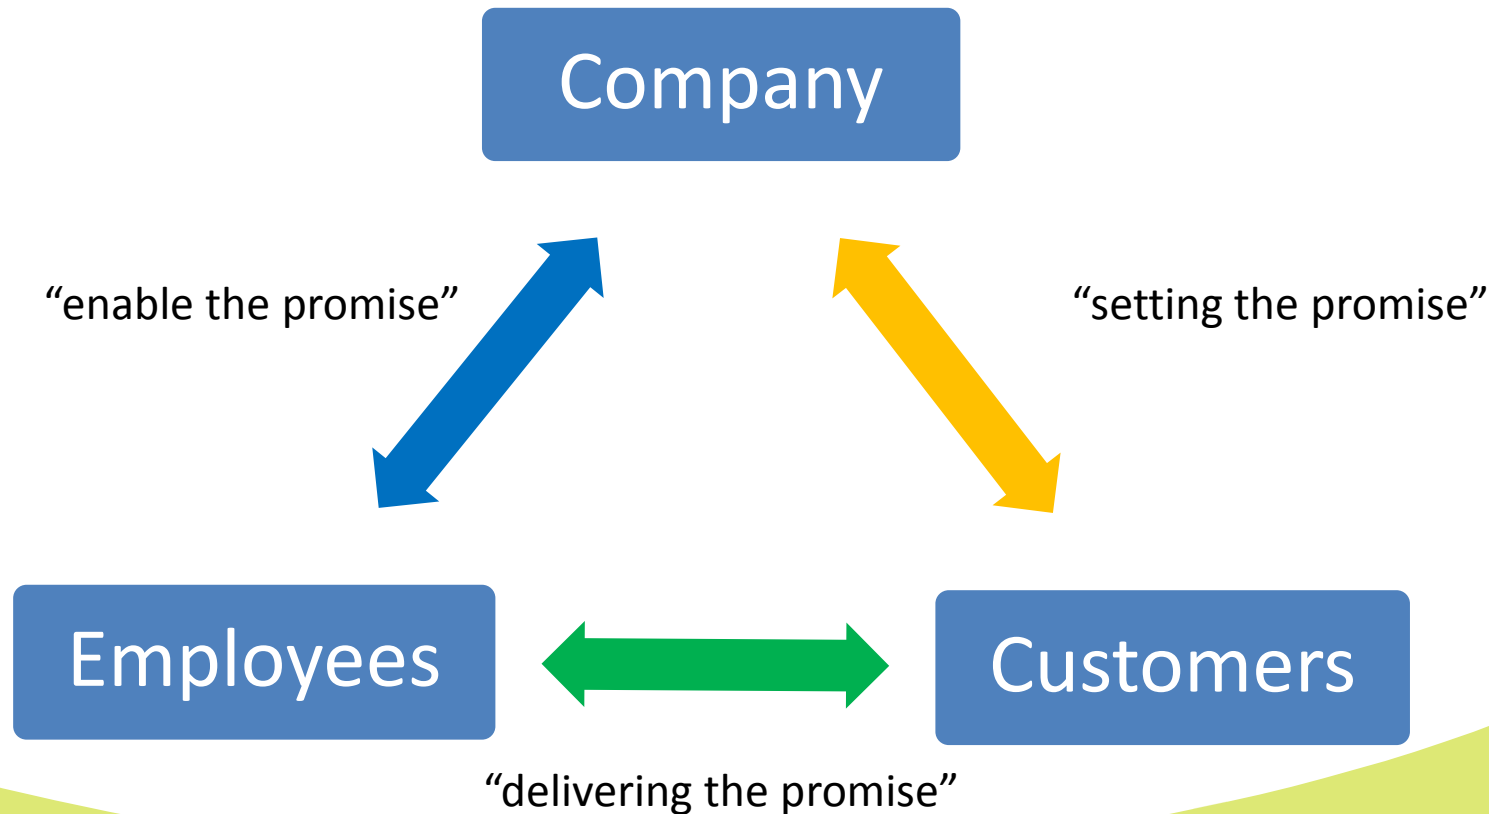 Company
“enable the promise”
“setting the promise”
Employees
Customers
“delivering the promise”